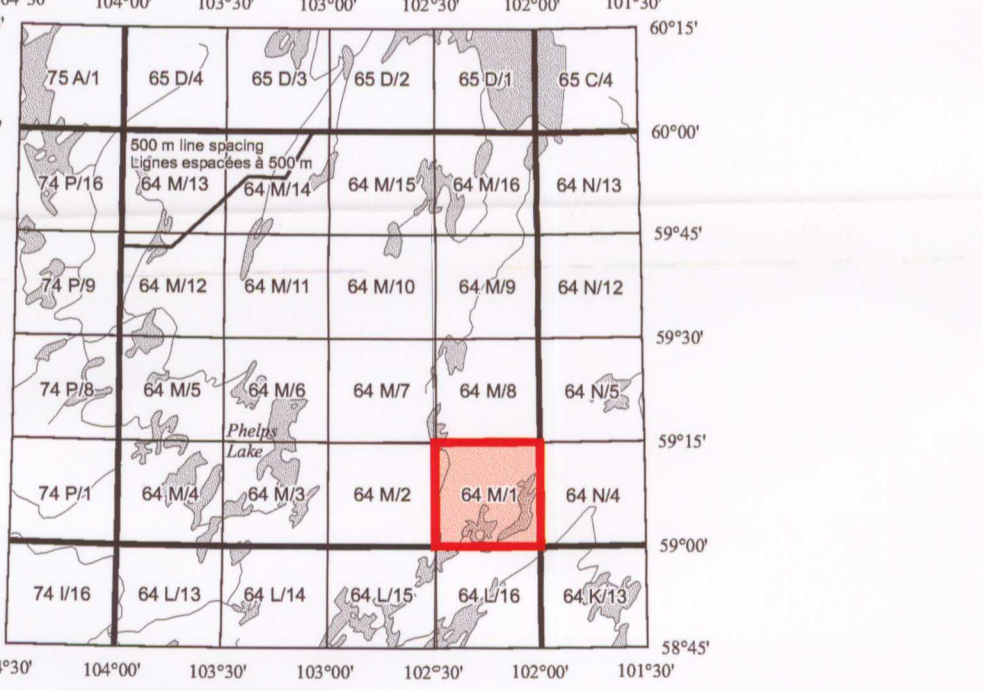 104°00' 103°30' 103°00' 102°30' 102°00' 101°30'
60°15'
75 A/1 65 D/4 65 D/3 65 D/2 65 D/1 65 C/4
60°00'
500 m line spacing
Lignes espacées à 500 m
74 P/16 64 M/13 64 M/14 64 M/15 64 M/16 64 N/13
59°45'
74 P/9 64 M/12 64 M/11 64 M/10 64 M/9 64 N/12
59°30'
74 P/8 64 M/5 64 M/6 64 M/7 64 M/8 64 N/5
Phelps
Lake
59°15'
74 P/1 64 M/4 64 M/3 64 M/2 64 M/1 64 N/4
59°00'
74 I/16 64 L/13 64 L/14 64 L/15 64 L/16 64 K/13
58°45'
104°00' 103°30' 103°00' 102°30' 102°00' 101°30'